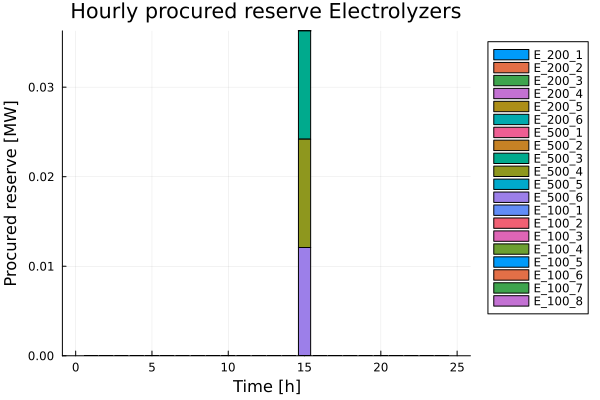 Hourly procured reserve Electrolyzers
Procured reserve [MW]
0.03
0.02
0.01
0.00
0 5 10 15 20 25
Time [h]
E_200_1
E_200_2
E_200_3
E_200_4
E_200_5
E_200_6
E_500_1
E_500_2
E_500_3
E_500_4
E_500_5
E_500_6
E_100_1
E_100_2
E_100_3
E_100_4
E_100_5
E_100_6
E_100_7
E_100_8